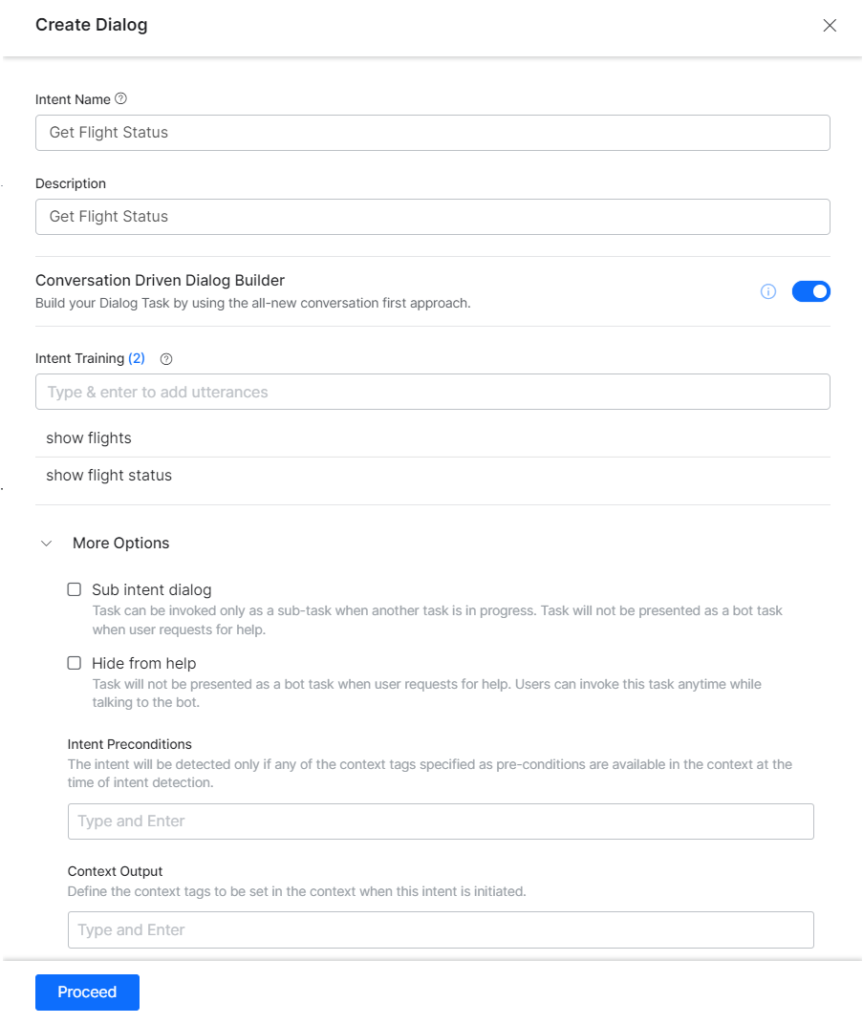 Create Dialog
Intent Name
Get Flight Status
Description
Get Flight Status
Conversation Driven Dialog Builder
Build your Dialog Task by using the all-new conversation first approach.
Intent Training (2)
Type & enter to add utterances
show flights
show flight status
More Options
Sub intent dialog
Task can be invoked only as a sub-task when another task is in progress. Task will not be presented as a bot task
when user requests for help.
Hide from help
Task will not be presented as a bot task when user requests for help. Users can invoke this task anytime while
talking to the bot.
Intent Preconditions
The intent will be detected only if any of the context tags specified as pre-conditions are available in the context at the
time of intent detection.
Type and Enter
Context Output
Define the context tags to be set in the context when this intent is initiated.
Type and Enter
Proceed